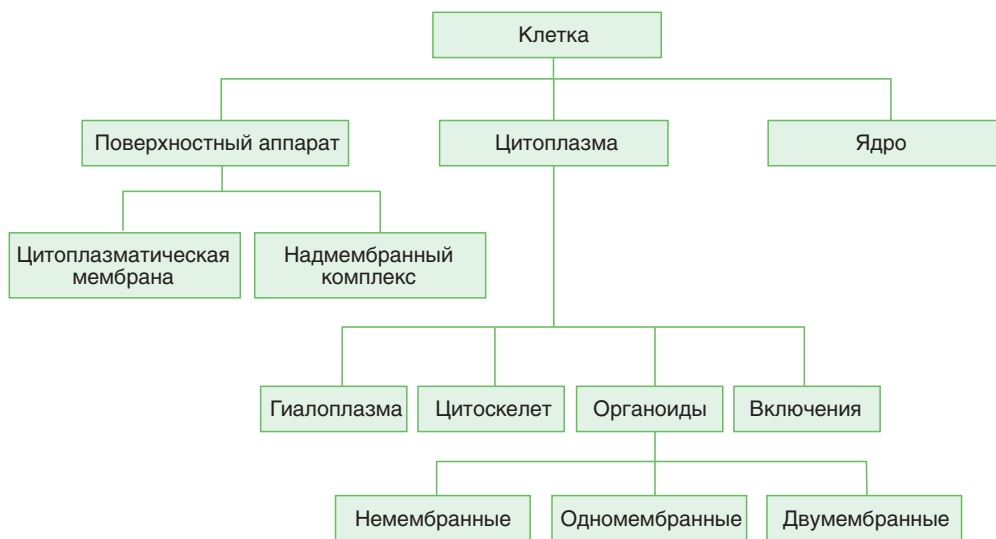 Клетка
Поверхностный аппарат
Цитоплазма
Ядро
Цитоплазматическая
мембрана
Надмембранный
комплекс
Гиалоплазма
Цитоскелет
Органоиды
Включения
Немембранные
Одномембранные
Двумембранные